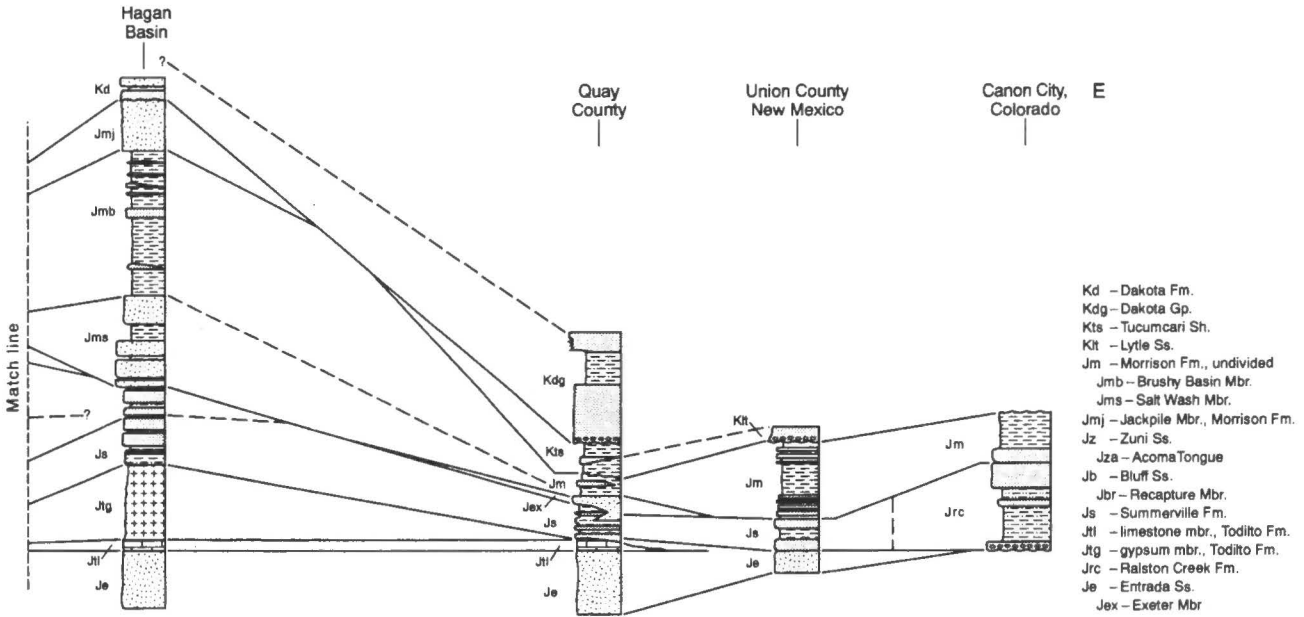 Hagan
Basin
Quay
County
Union County
New Mexico
Canon City,
Colorado
E
Match line
?
Kd
Jmj
Jmb
Jms
?
Js
Jtg
Jtl
Je
Kdg
Kts
Jm
Jex
Js
Jtl
Je
Klt
Jm
Js
Je
Jm
Jrc
Kd – Dakota Fm.
Kdg – Dakota Gp.
Kts – Tucumcari Sh.
Klt – Lytle Ss.
Jm – Morrison Fm., undivided
Jmb – Brushy Basin Mbr.
Jms – Salt Wash Mbr.
Jmj – Jackpile Mbr., Morrison Fm.
Jz – Zuni Ss.
Jza – Acoma Tongue
Jb – Bluff Ss.
Jbr – Recapture Mbr.
Js – Summerville Fm.
Jtl – limestone mbr., Todilto Fm.
Jtg – gypsum mbr., Todilto Fm.
Jrc – Ralston Creek Fm.
Je – Entrada Ss.
Jex – Exeter Mbr